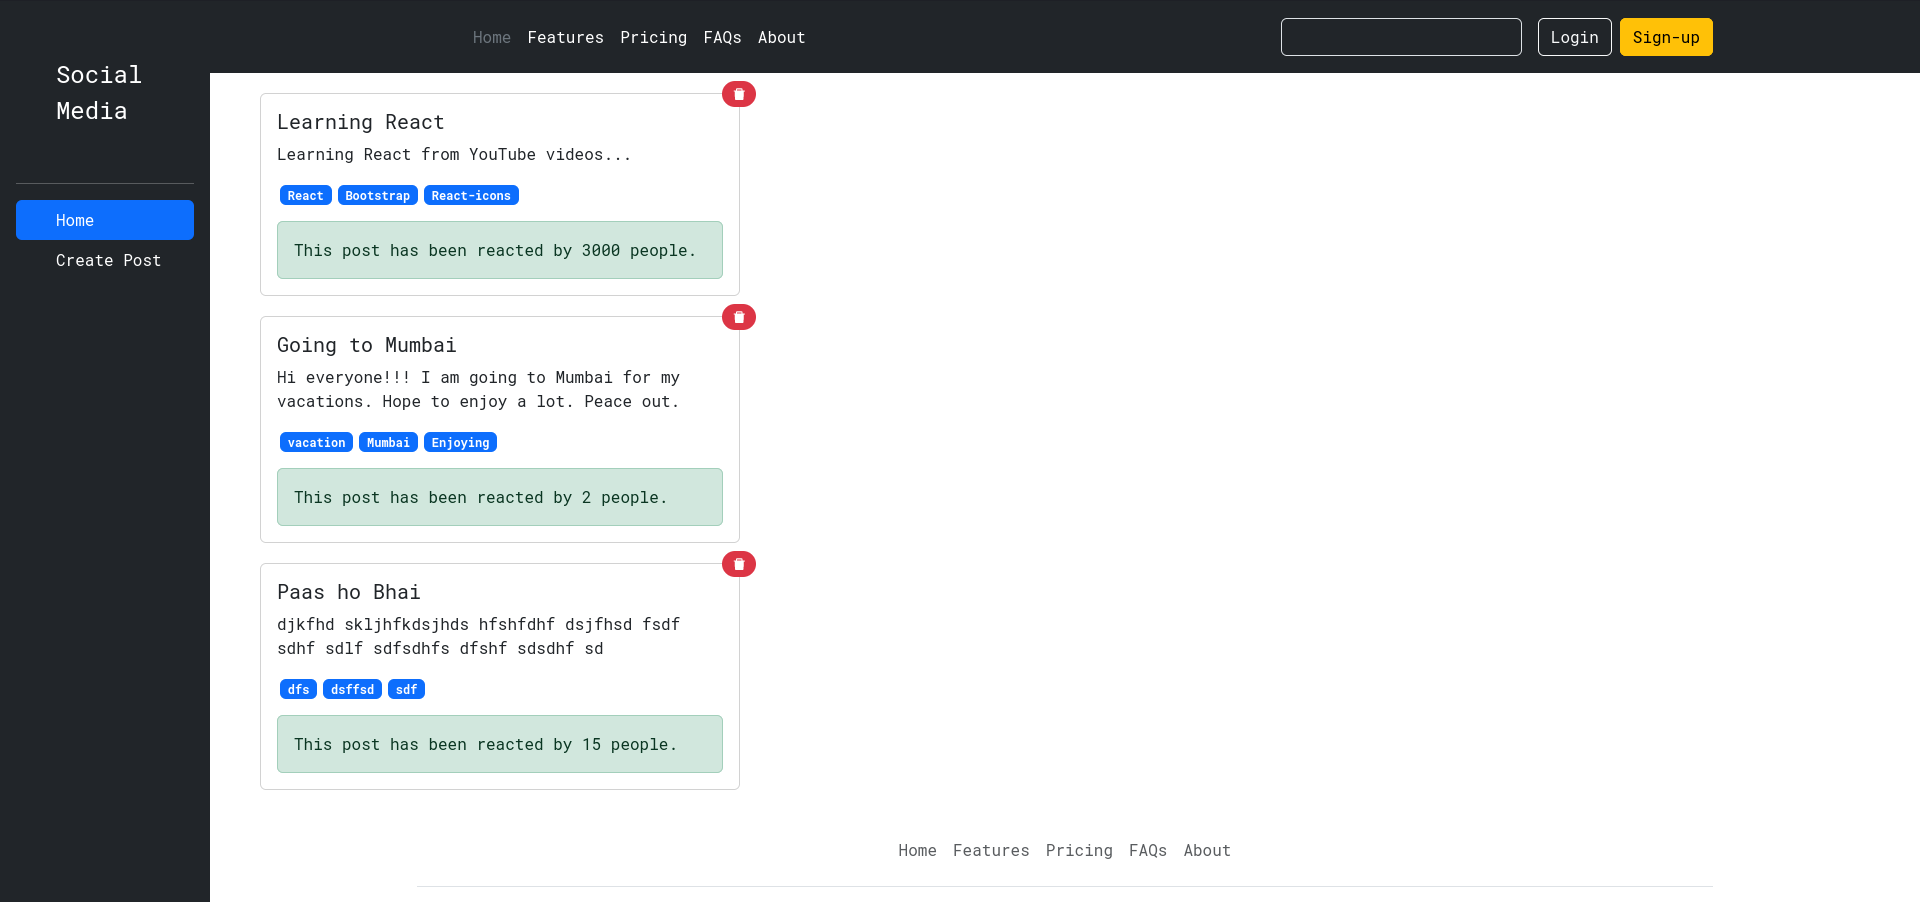 Social
Media
Home
Create Post
Home Features Pricing FAQs About
Login Sign-up
Learning React
Learning React from YouTube videos...
React Bootstrap React-icons
This post has been reacted by 3000 people.
Going to Mumbai
Hi everyone!!! I am going to Mumbai for my
vacations. Hope to enjoy a lot. Peace out.
vacation Mumbai Enjoying
This post has been reacted by 2 people.
Paas ho Bhai
djkfhd skljhfkdsjhds hfshfdhf dsjfhsd fsdf
sdhf sdlf sdfsdhfs dfshf sdsdhf sd
dfs dsffsd sdf
This post has been reacted by 15 people.
Home Features Pricing FAQs About